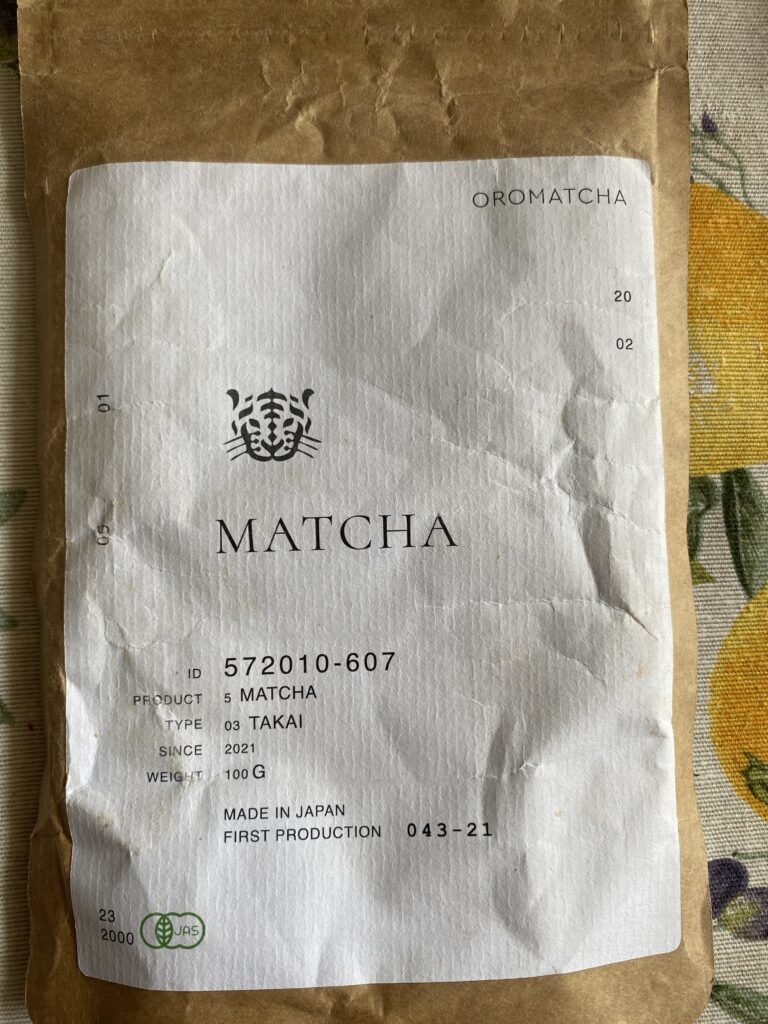 OROMATCHA
20
02
01
05
MATCHA
ID 572010-607
PRODUCT 5 MATCHA
TYPE 03 TAKAI
SINCE 2021
WEIGHT 100 G
MADE IN JAPAN
FIRST PRODUCTION 043-21
23
2000 JAS